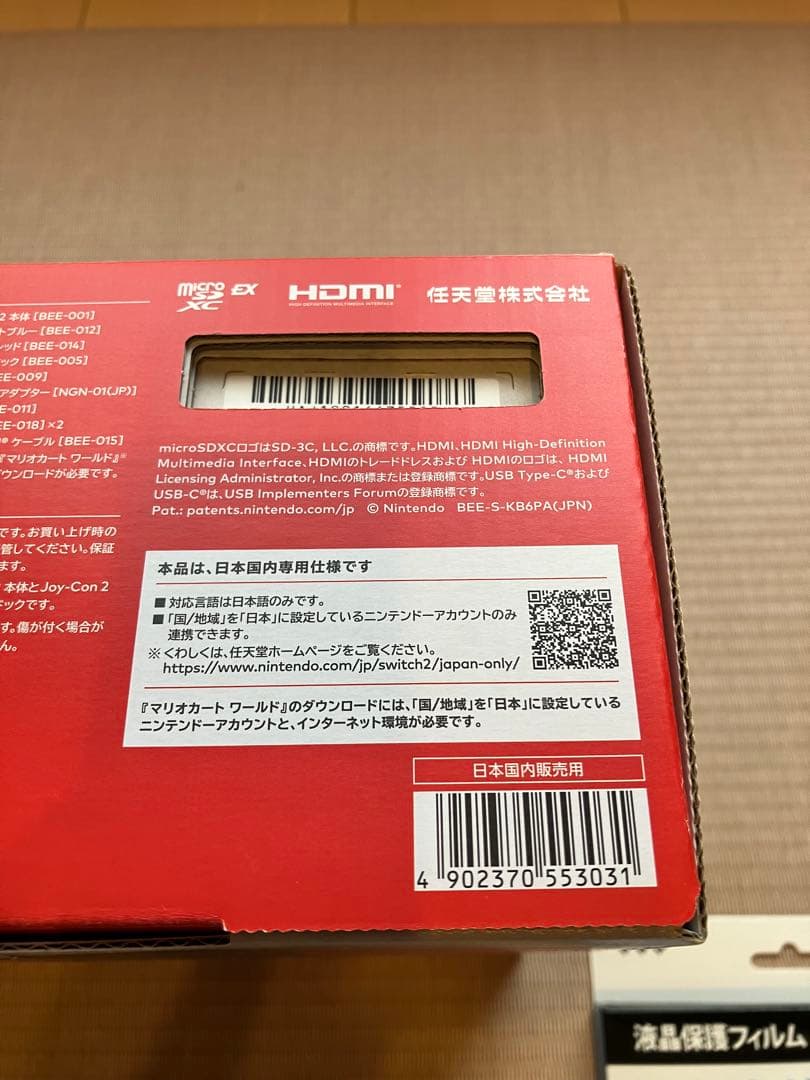 micro SD XC EX
HDMI®
HIGH-DEFINITION MULTIMEDIA INTERFACE
任天堂株式会社
2 本体 [BEE-001]
トブルー [BEE-012]
レッド [BEE-014]
ック [BEE-005]
EE-009]
アダプター [NGN-01(JP)]
E-011]
EE-018] ×2
® ケーブル [BEE-015]
『マリオカート ワールド』※
ウンロードが必要です。
です。お買い上げ時の
管してください。保証
ます。
本体とJoy-Con 2
ドックです。
す。傷が付く場合が
ん。
microSDXCロゴはSD-3C, LLC.の商標です。HDMI、HDMI High-Definition
Multimedia Interface、HDMIのトレードドレスおよび HDMIのロゴは、HDMI
Licensing Administrator, Inc.の商標または登録商標です。USB Type-C®および
USB-C®は、USB Implementers Forumの登録商標です。
Pat.: patents.nintendo.com/jp © Nintendo BEE-S-KB6PA(JPN)
本品は、日本国内専用仕様です
■ 対応言語は日本語のみです。
■ 「国/地域」を「日本」に設定しているニンテンドーアカウントのみ
連携できます。
※ くわしくは、任天堂ホームページをご覧ください。
https://www.nintendo.com/jp/switch2/japan-only/
『マリオカート ワールド』のダウンロードには、「国/地域」を「日本」に設定している
ニンテンドーアカウントと、インターネット環境が必要です。
日本国内販売用
4 902370 553031
液晶保護フィルム